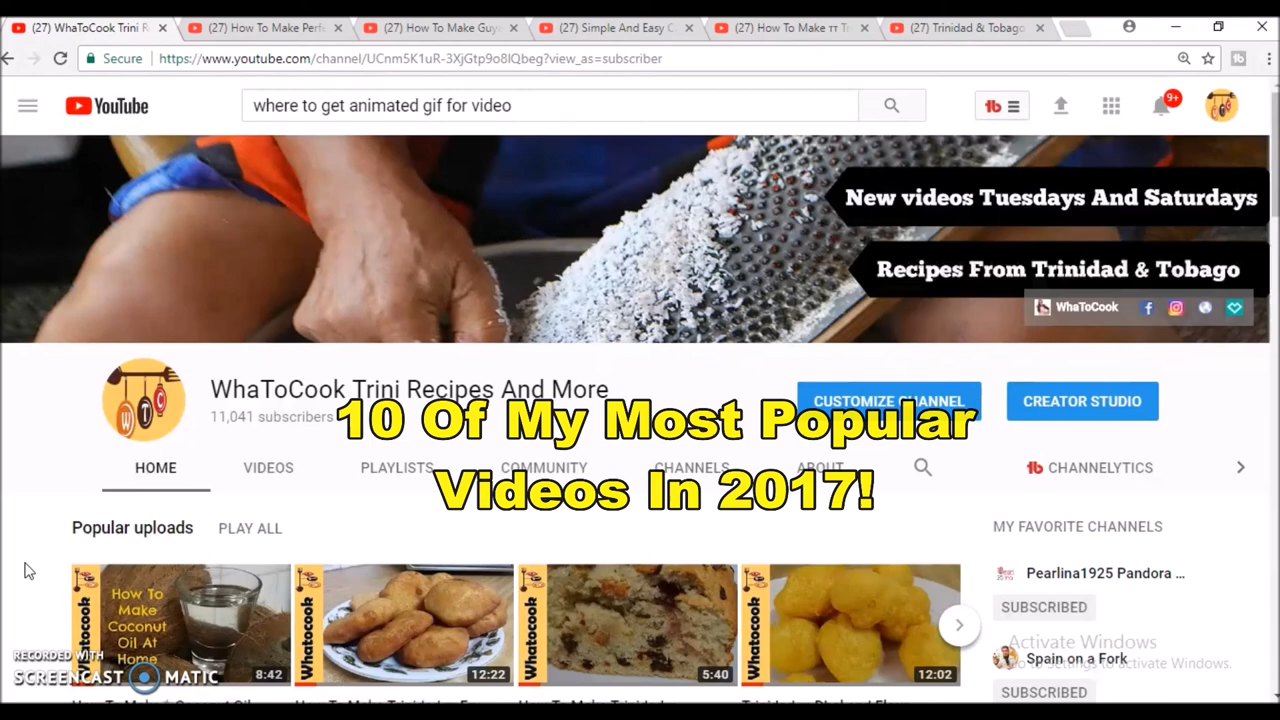 (27) WhaToCook Trini R
(27) How To Make Perf
(27) How To Make Guya
(27) Simple And Easy C
(27) How To Make ττ Tr
(27) Trinidad & Tobago
Secure
https://www.youtube.com/channel/UCnm5K1uR-3XjGtp9o8lQbeg?view_as=subscriber
YouTube
where to get animated gif for video
9+
New videos Tuesdays And Saturdays
Recipes From Trinidad & Tobago
WhaToCook
WTC
WhaToCook Trini Recipes And More
11,041 subscribers
CUSTOMIZE CHANNEL
CREATOR STUDIO
10 Of My Most Popular
Videos In 2017!
HOME
VIDEOS
PLAYLISTS
COMMUNITY
CHANNELS
ABOUT
CHANNELYTICS
Popular uploads
PLAY ALL
MY FAVORITE CHANNELS
Whatocook
How To
Make
Coconut
Oil At
Home
8:42
Whatocook
12:22
Whatocook
5:40
Whatocook
12:02
Pearlina1925 Pandora ...
SUBSCRIBED
Spain on a Fork
SUBSCRIBED
Activate Windows
Go to Settings to activate Windows.
RECORDED WITH
SCREENCAST MATIC